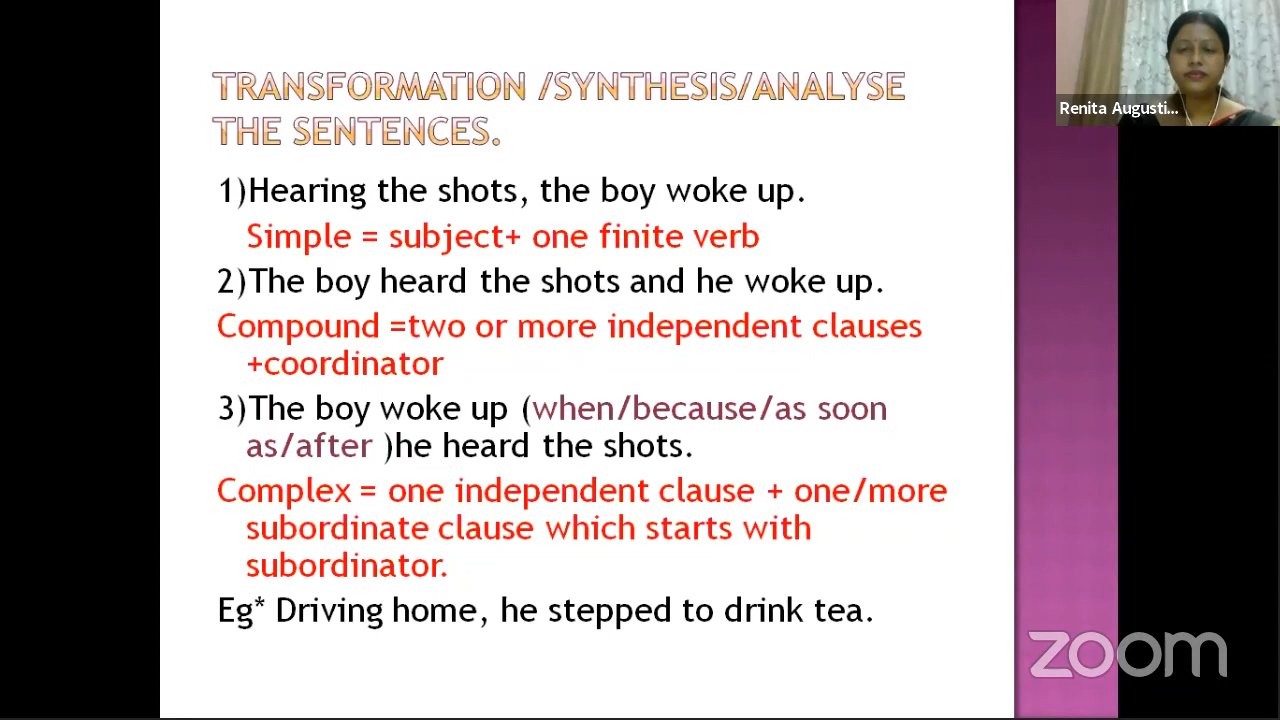 TRANSFORMATION /SYNTHESIS/ANALYSE
THE SENTENCES.
1)Hearing the shots, the boy woke up.
Simple = subject+ one finite verb
2)The boy heard the shots and he woke up.
Compound =two or more independent clauses
+coordinator
3)The boy woke up (when/because/as soon
as/after )he heard the shots.
Complex = one independent clause + one/more
subordinate clause which starts with
subordinator.
Eg* Driving home, he stepped to drink tea.
Renita Augusti...
zoom